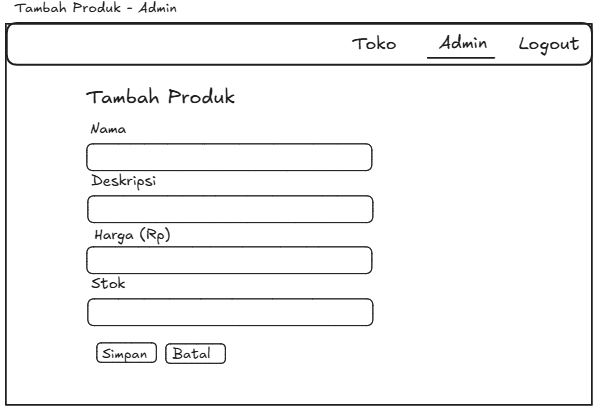 Tambah Produk - Admin
Toko Admin Logout
Tambah Produk
Nama
Deskripsi
Harga (Rp)
Stok
Simpan Batal